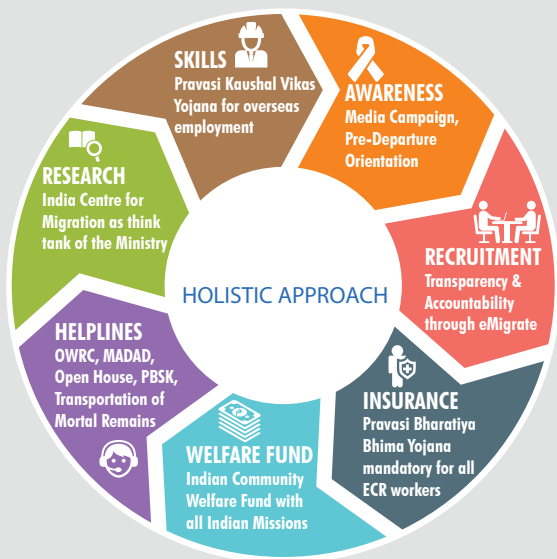 SKILLS
Pravasi Kaushal Vikas
Yojana for overseas
employment
AWARENESS
Media Campaign,
Pre-Departure
Orientation
RECRUITMENT
Transparency &
Accountability
through eMigrate
INSURANCE
Pravasi Bharatiya
Bhima Yojana
mandatory for all
ECR workers
WELFARE FUND
Indian Community
Welfare Fund with
all Indian Missions
HELPLINES
OWRC, MADAD,
Open House, PBSK,
Transportation of
Mortal Remains
RESEARCH
India Centre for
Migration as think
tank of the Ministry
HOLISTIC APPROACH